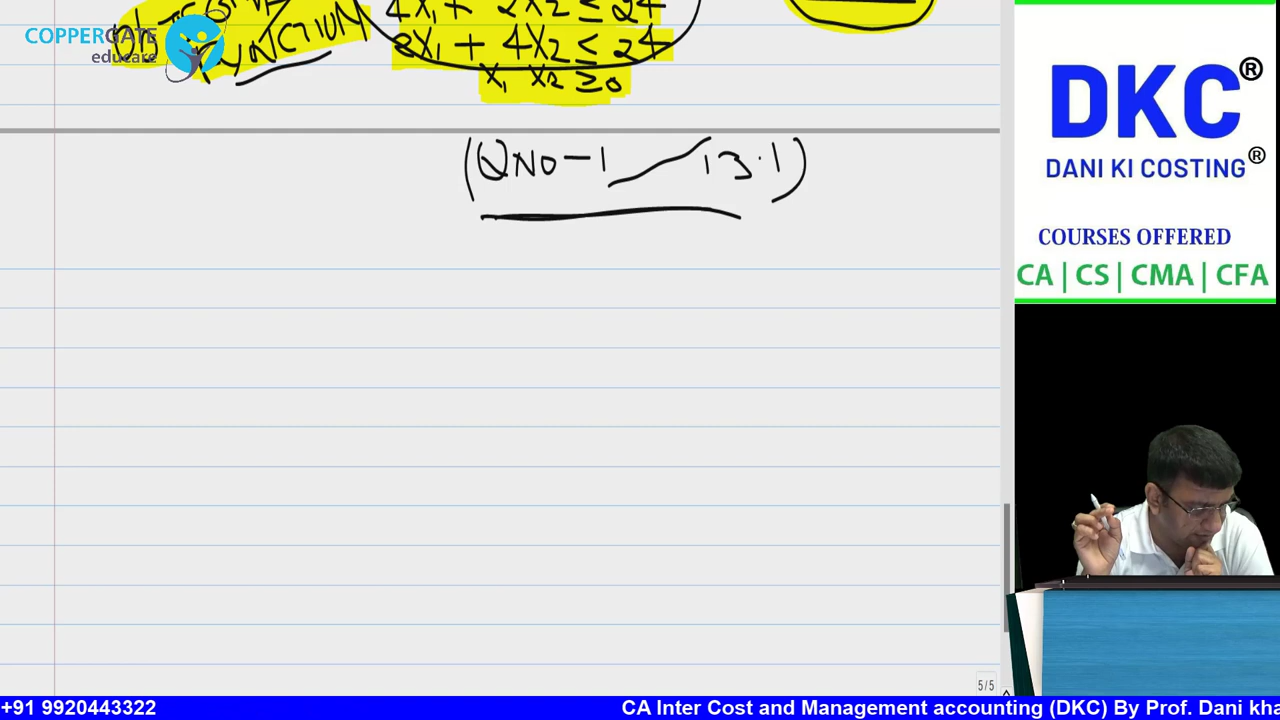 FUNCTION
4X₁ + 2X₂ ≤ 24
2X₁ + 4X₂ ≤ 24
X₁ X₂ ≥ 0
COPPERGATE
educare
(QNO-1 / 13.1)
5/5
DKC®
DANI KI COSTING®
COURSES OFFERED
CA | CS | CMA | CFA
+91 9920443322
CA Inter Cost and Management accounting (DKC) By Prof. Dani kha